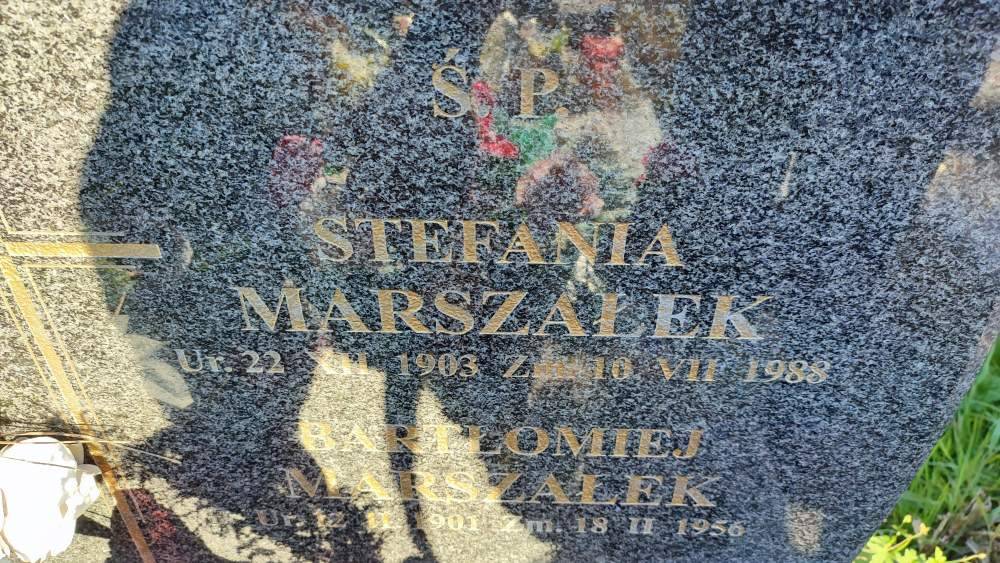 Ś. P.
STEFANIA
MARSZAŁEK
Ur. 22 XII 1903 Zm. 10 VII 1988
BARTŁOMIEJ
MARSZAŁEK
Ur. 12 II 1901 Zm. 18 II 1956